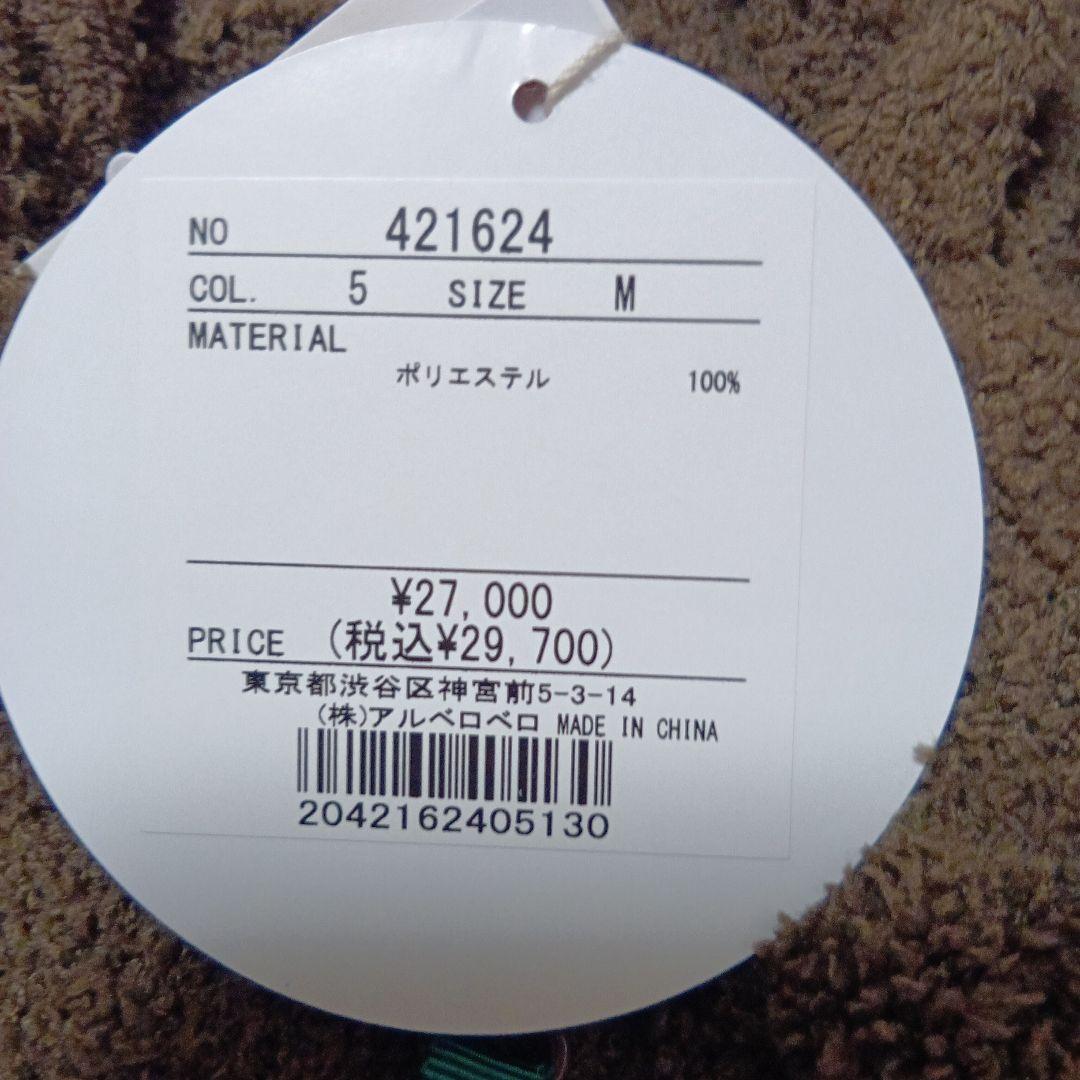 NO 421624
COL. 5 SIZE M
MATERIAL
ポリエステル 100%
¥27,000
PRICE (税込¥29,700)
東京都渋谷区神宮前5-3-14
(株)アルベロベロ MADE IN CHINA
2042162405130